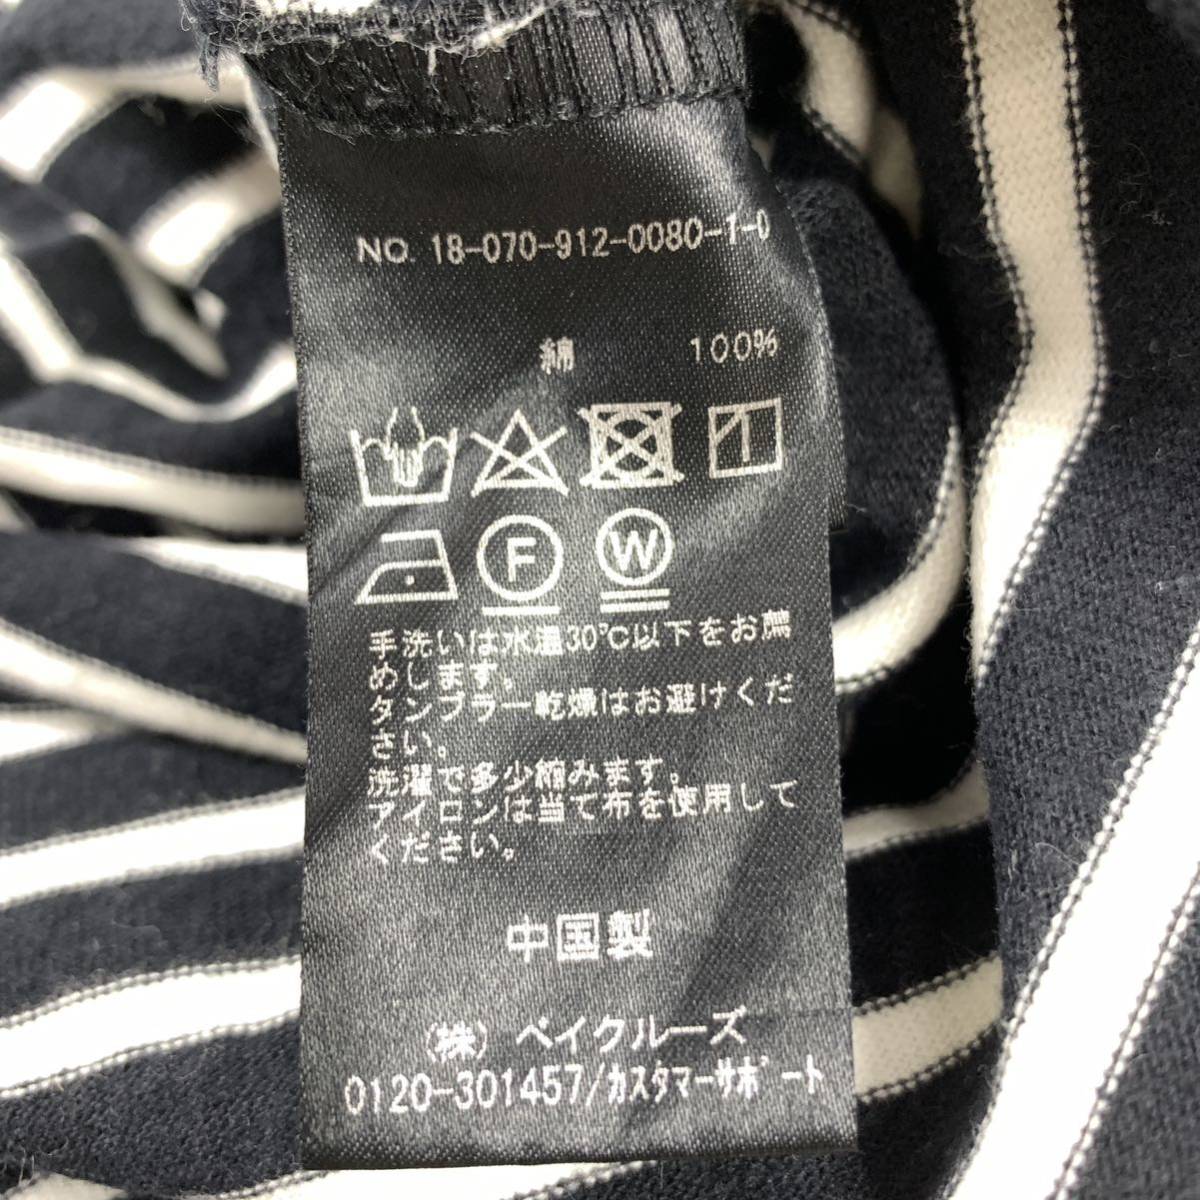 NO. 18-070-912-0080-1-0
綿 100%
F W
手洗いは水温30℃以下をお薦
めします。
タンブラー乾燥はお避けくだ
さい。
洗濯で多少縮みます。
アイロンは当て布を使用して
ください。
中国製
(株) ベイクルーズ
0120-301457/ｶｽﾀﾏｰｻﾎﾟｰﾄ